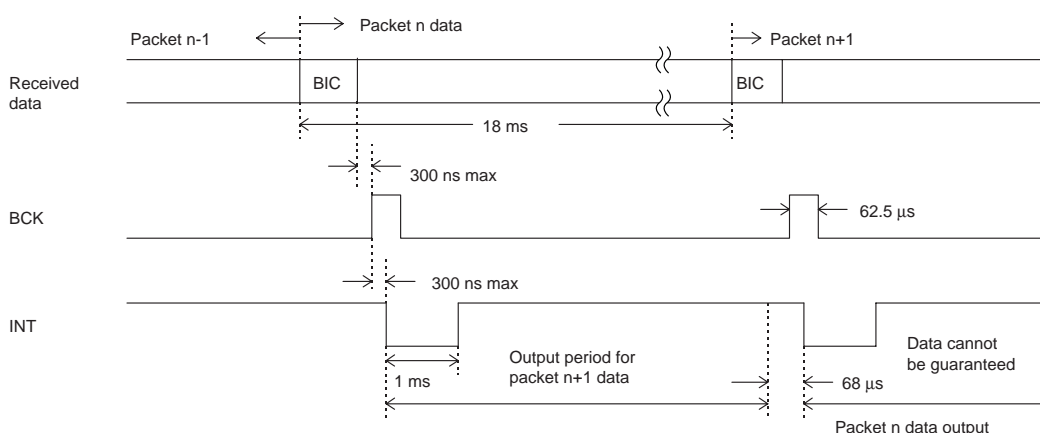 Packet n-1
Packet n data
Packet n+1
Received
data
BIC
BIC
18 ms
300 ns max
BCK
62.5 μs
300 ns max
INT
1 ms
Output period for
packet n+1 data
68 μs
Data cannot
be guaranteed
Packet n data output